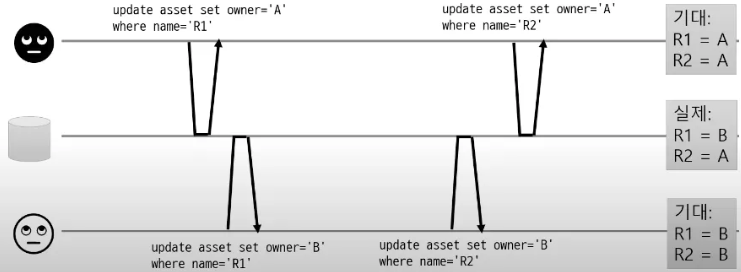 update asset set owner='A'
where name='R1'
update asset set owner='A'
where name='R2'
기대:
R1 = A
R2 = A
실제:
R1 = B
R2 = A
update asset set owner='B'
where name='R1'
update asset set owner='B'
where name='R2'
기대:
R1 = B
R2 = B